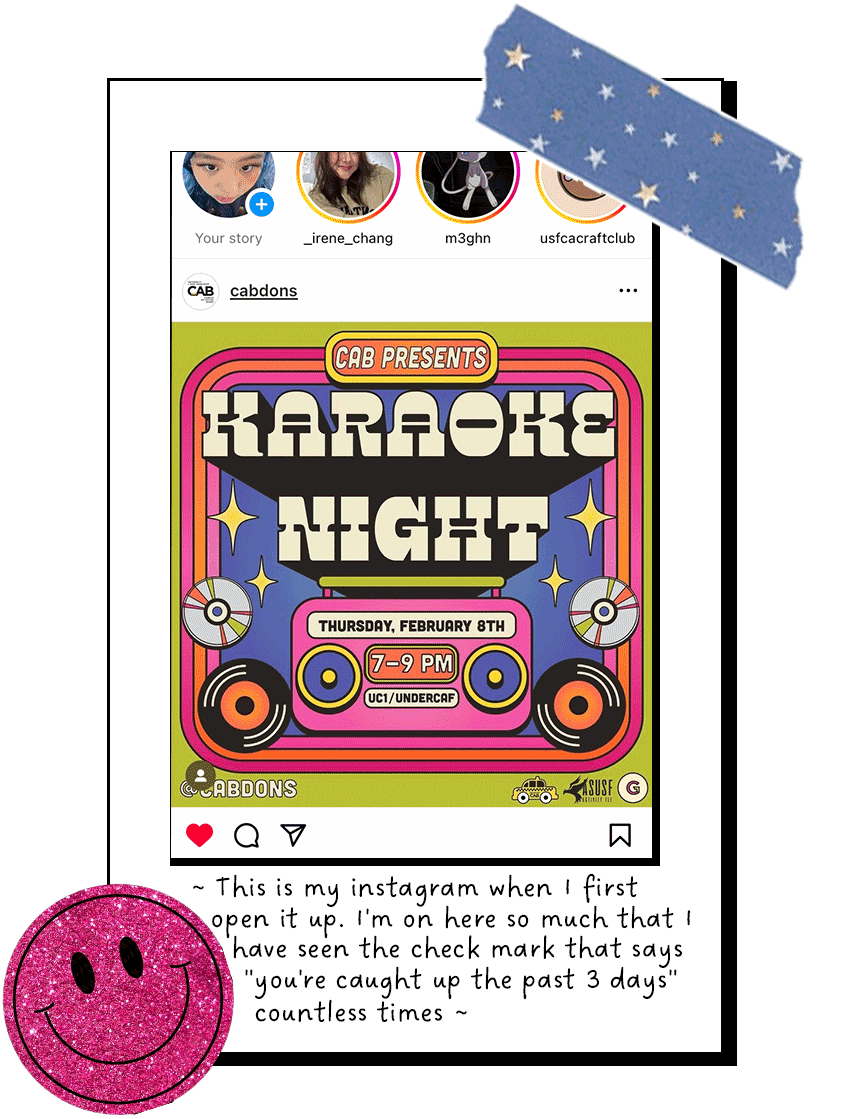 Your story
_irene_chang
m3ghn
usfcacraftclub
CAB
cabdons
CAB PRESENTS
KARAOKE
NIGHT
THURSDAY, FEBRUARY 8TH
7-9 PM
UC1/UNDERCAF
@CABDONS
ASUSF
G
~ This is my instagram when I first
open it up. I'm on here so much that I
have seen the check mark that says
"you're caught up the past 3 days"
countless times ~